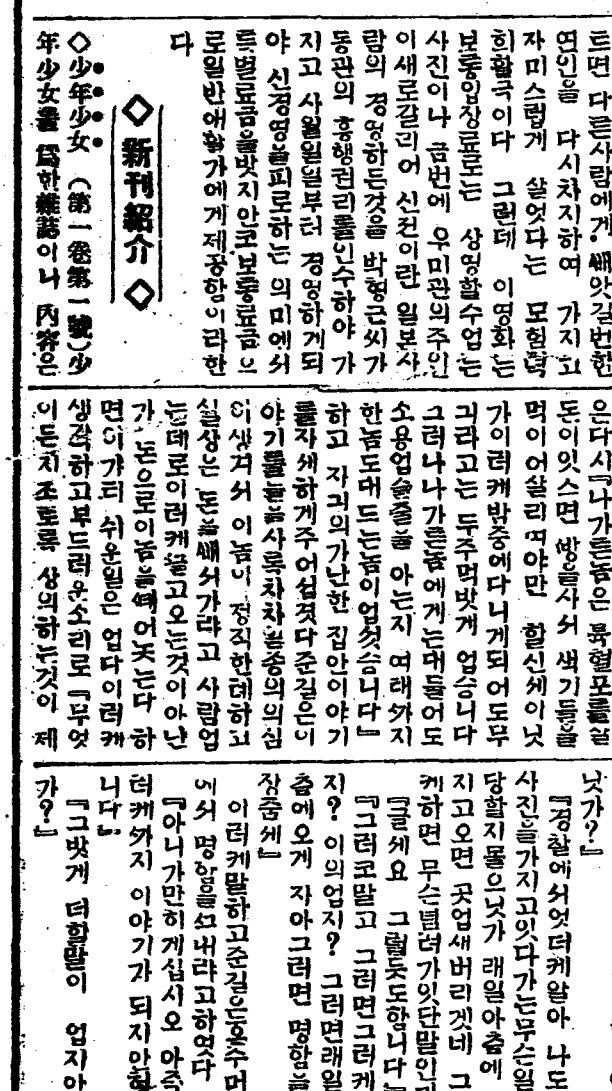 트면 다른사람에게 빼앗길번한
연인을 다시차지하여 가지고
자미스럽게 살엇다는 모험뎍
희활극이다 그런데 이영화는
보통입장료로는 상영할수업는
사진이나 금번에 우미관의주인
이새로갈리어 신천이란 일본사
람의 경영하든것을 박형근씨가
동관의 흥행권리를인수하야 가
지고 사월일일부터 경영하게되
야 신경영을피로하는 의미에서
특별료금을밧지안코보통료금으
로일반애활가에게제공함이라한
다
◇新刊紹介◇
◇少年少女 (第一卷第一號)少
年少女를 爲한雜誌이니 內容은
은다시『나가튼놈은 륙혈포를실
돈이잇스면 방을사서 색기들을
먹이어살리여야만 할신세이닛
가이러케밤중에다니게되어도무
긔라고는 두주먹밧게 업슴니다
그러나나가튼놈에게는대들어도
소용업슬줄을 아는지 여래까지
한놈도대드는놈이업섯슴니다』
하고 자긔의가난한 집안이야기
를자세하게주어섬겻다준길은이
야기를들을사록차차 의심
이생겨서 이놈이 정직한데하고
실상은 돈을빼서가라고 사람업
는데로이러케끌고오는것이아닌
가 돈으로이놈을떼어놋는다 하
면이가티 쉬운일은 업다이러케
생각하고부드러운소리로『무엇
이든지조토록 상의하는것이 제
닛가?』
『경찰에서엇더케알아 나도
사진을가지고잇다가는무슨일
당할지몰으닛가 래일아츰에
지고오면 곳업새버리겟네 그
케하면 무슨별더가잇단말인
『글세요 그럴듯도함니다』
『그러코말고 그러면그러케
지? 이의업지? 그러면래일
츰에오게 자아그러면 명함을
장줌세』
이러케말하고준길은호수머
에서 명함을쓰내랴고하엿다
『아니가만히게십시오 아즉
더케까지 이야기가 되지아니
니다』
『그밧게 더할말이 업지아
가?』